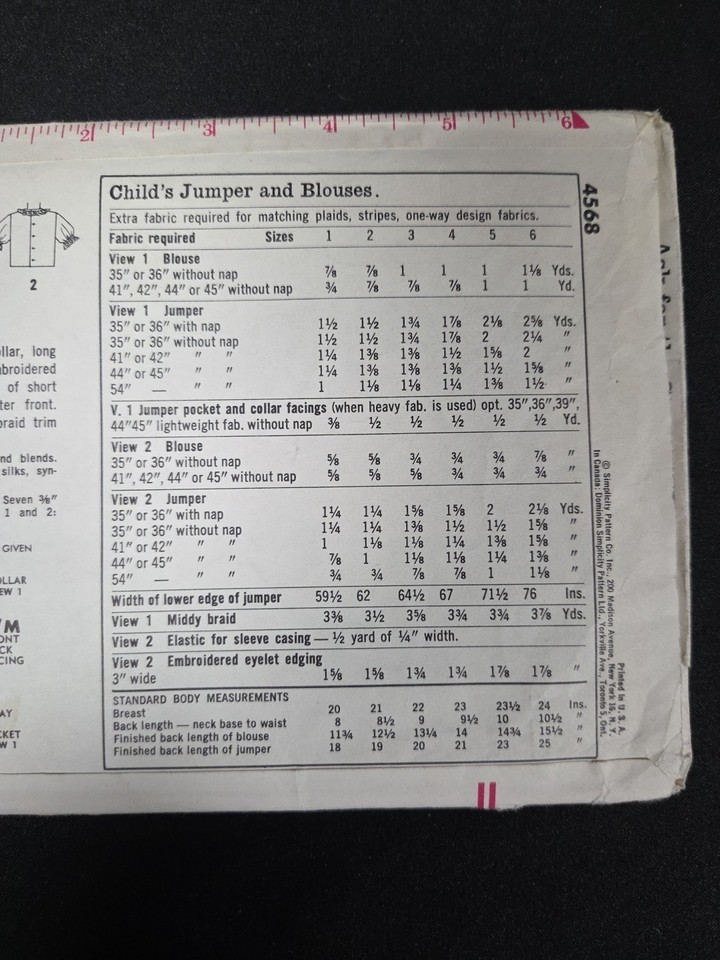 2 3 4 5 6
Child's Jumper and Blouses.
4568
Extra fabric required for matching plaids, stripes, one-way design fabrics.
Fabric required Sizes 1 2 3 4 5 6
View 1 Blouse
35" or 36" without nap ⅞ ⅞ 1 1 1 1⅛ Yds.
41", 42", 44" or 45" without nap ¾ ⅞ ⅞ ⅞ 1 1 Yd.
View 1 Jumper
35" or 36" with nap 1½ 1½ 1¾ 1⅞ 2⅛ 2⅝ Yds.
35" or 36" without nap 1½ 1½ 1¾ 1⅞ 2 2¼ "
41" or 42" " " 1¼ 1⅜ 1⅜ 1½ 1⅝ 2 "
44" or 45" " " 1¼ 1⅜ 1⅜ 1⅜ 1½ 1⅝ "
54" — " " 1 1⅛ 1⅛ 1¼ 1⅜ 1½ "
V. 1 Jumper pocket and collar facings (when heavy fab. is used) opt. 35",36",39",
44"45" lightweight fab. without nap ⅜ ½ ½ ½ ½ ½ Yd.
View 2 Blouse
35" or 36" without nap ⅝ ⅝ ¾ ¾ ¾ ⅞ "
41", 42", 44" or 45" without nap ⅝ ⅝ ⅝ ¾ ¾ ¾ "
View 2 Jumper
35" or 36" with nap 1¼ 1¼ 1⅝ 1⅝ 2 2⅛ Yds.
35" or 36" without nap 1¼ 1¼ 1⅜ 1½ 1½ 1⅝ "
41" or 42" " " 1 1⅛ 1⅛ 1¼ 1⅜ 1⅝ "
44" or 45" " " ⅞ 1 1⅛ 1⅛ 1¼ 1⅜ "
54" — " " ¾ ¾ ⅞ ⅞ 1 1⅛ "
Width of lower edge of jumper 59½ 62 64½ 67 71½ 76 Ins.
View 1 Middy braid 3⅜ 3½ 3⅝ 3¾ 3¾ 3⅞ Yds.
View 2 Elastic for sleeve casing — ½ yard of ¼" width.
View 2 Embroidered eyelet edging
3" wide 1⅝ 1⅝ 1¾ 1¾ 1⅞ 1⅞ "
STANDARD BODY MEASUREMENTS
Breast 20 21 22 23 23½ 24 Ins.
Back length — neck base to waist 8 8½ 9 9½ 10 10½ "
Finished back length of blouse 11¾ 12½ 13¼ 14 14¾ 15½ "
Finished back length of jumper 18 19 20 21 23 25 "
© Simplicity Pattern Co. Inc., 200 Madison Avenue, New York 16, N. Y.
In Canada: Dominion Simplicity Pattern Ltd., Yorkville Ave., Toronto 5, Ont.
Printed in U. S. A.
2
long
of short
front.
trim
blends.
silks, syn-
Seven ⅜"
1 and 2:
GIVEN
1
W 1